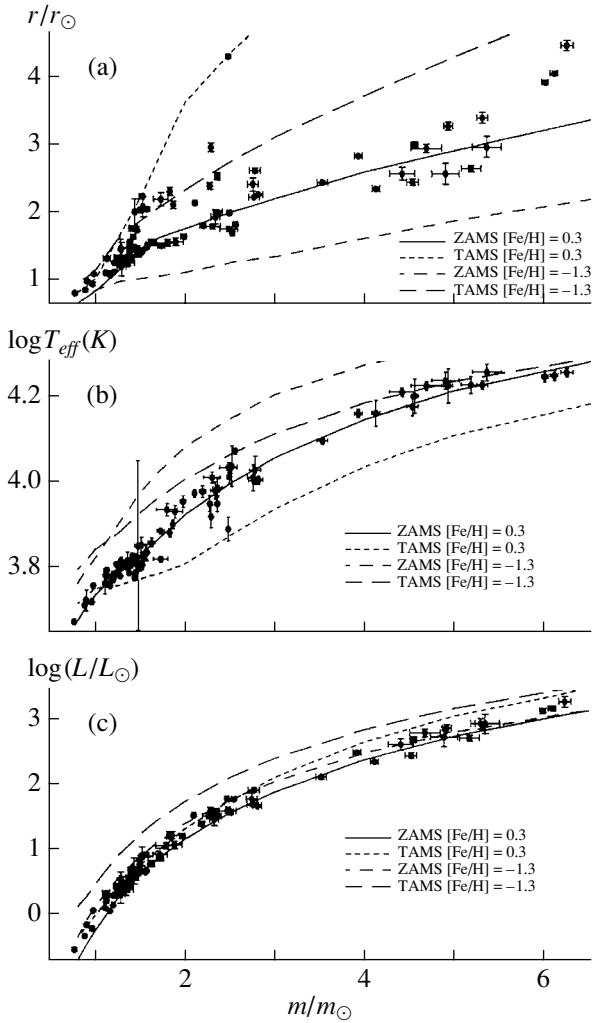 r/r⊙
(a)
4
3
2
1
ZAMS [Fe/H] = 0.3
TAMS [Fe/H] = 0.3
ZAMS [Fe/H] = −1.3
TAMS [Fe/H] = −1.3
log T_eff (K)
(b)
4.2
4.0
3.8
ZAMS [Fe/H] = 0.3
TAMS [Fe/H] = 0.3
ZAMS [Fe/H] = −1.3
TAMS [Fe/H] = −1.3
log(L/L⊙)
(c)
3
2
1
0
ZAMS [Fe/H] = 0.3
TAMS [Fe/H] = 0.3
ZAMS [Fe/H] = −1.3
TAMS [Fe/H] = −1.3
2 4 6
m/m⊙